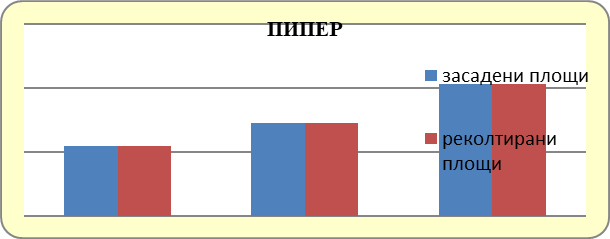 ПИПЕР
засадени площи
реколтирани
площи